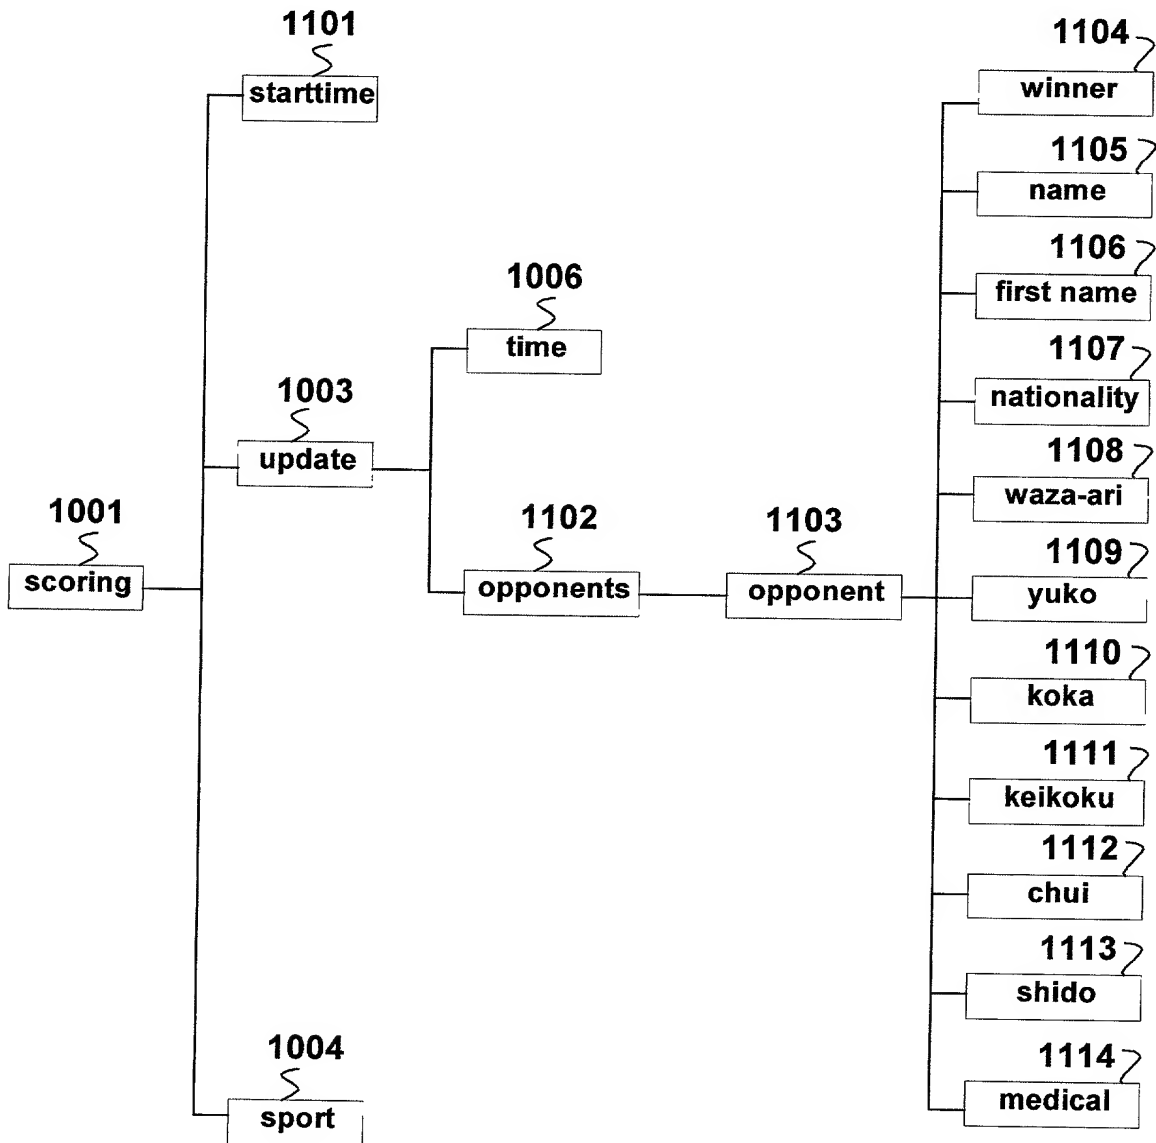 1101
starttime
1104
winner
1105
name
1106
first name
1006
time
1107
nationality
1003
update
1108
waza-ari
1001
scoring
1102
opponents
1103
opponent
1109
yuko
1110
koka
1111
keikoku
1112
chui
1113
shido
1004
sport
1114
medical